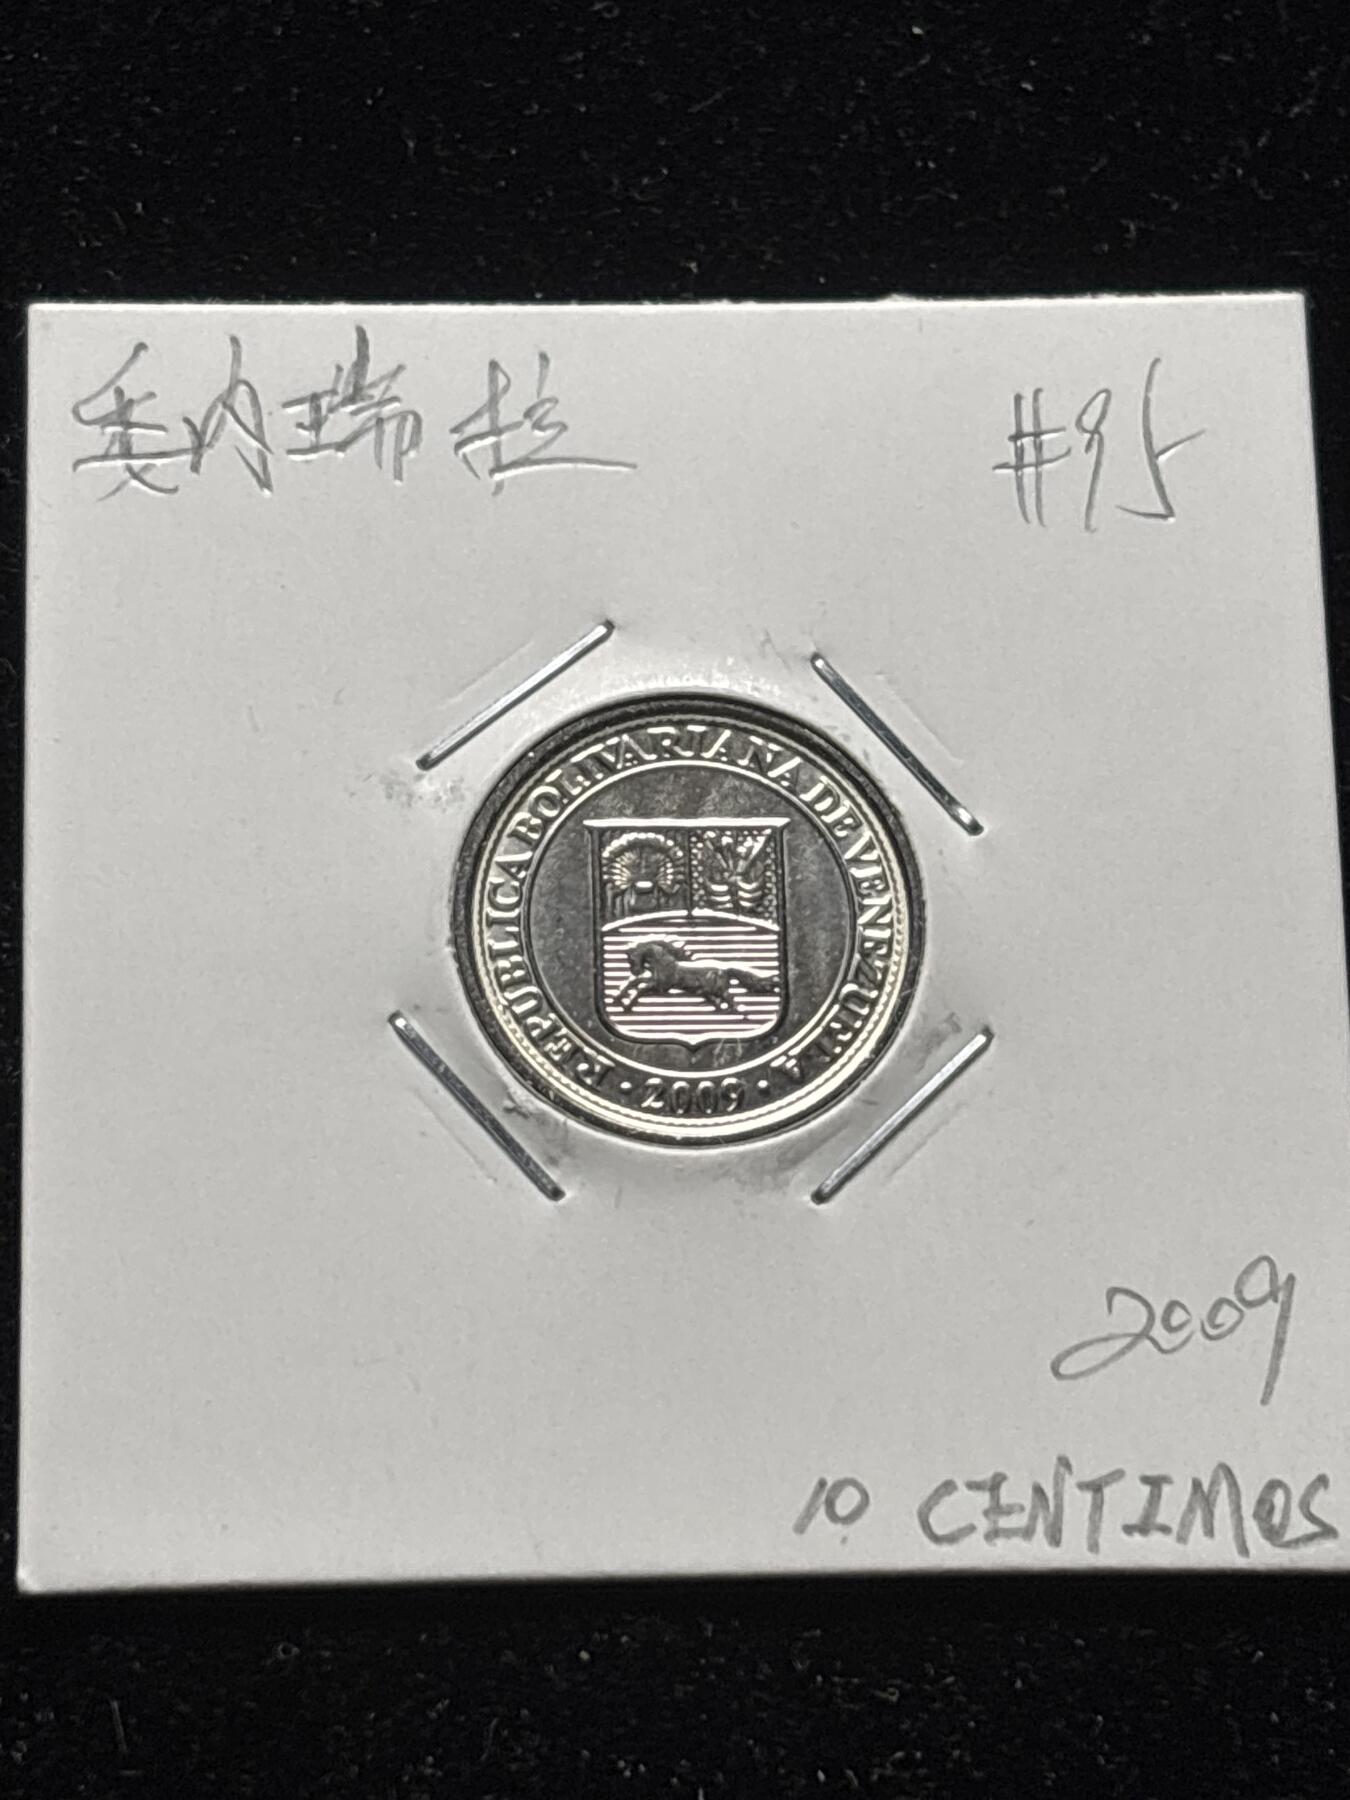 委内瑞拉 #95
REPUBLICA BOLIVARIANA DE VENEZUELA
· 2009 ·
2009
10 CENTIMOS